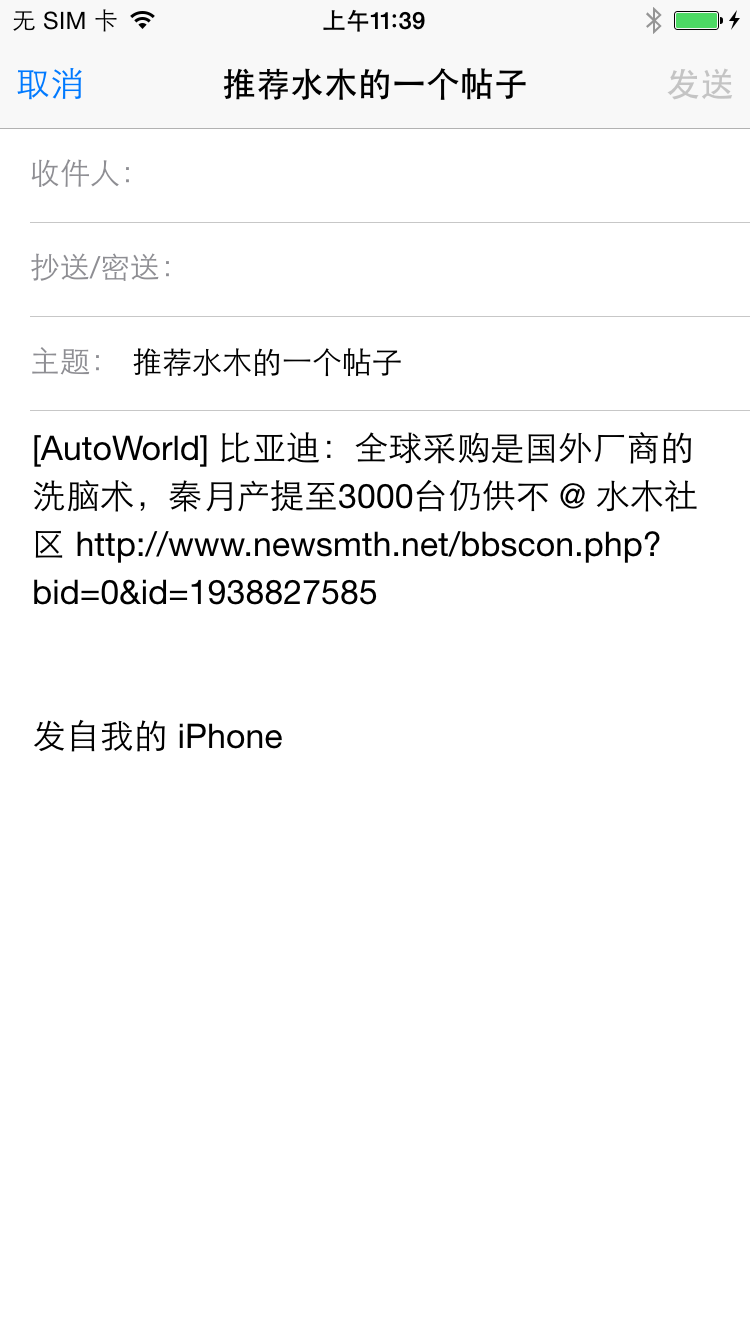 无 SIM 卡 上午11:39
取消 推荐水木的一个帖子 发送
收件人：
抄送/密送：
主题： 推荐水木的一个帖子
[AutoWorld] 比亚迪：全球采购是国外厂商的
洗脑术，秦月产提至3000台仍供不 @ 水木社
区 http://www.newsmth.net/bbscon.php?
bid=0&id=1938827585
发自我的 iPhone